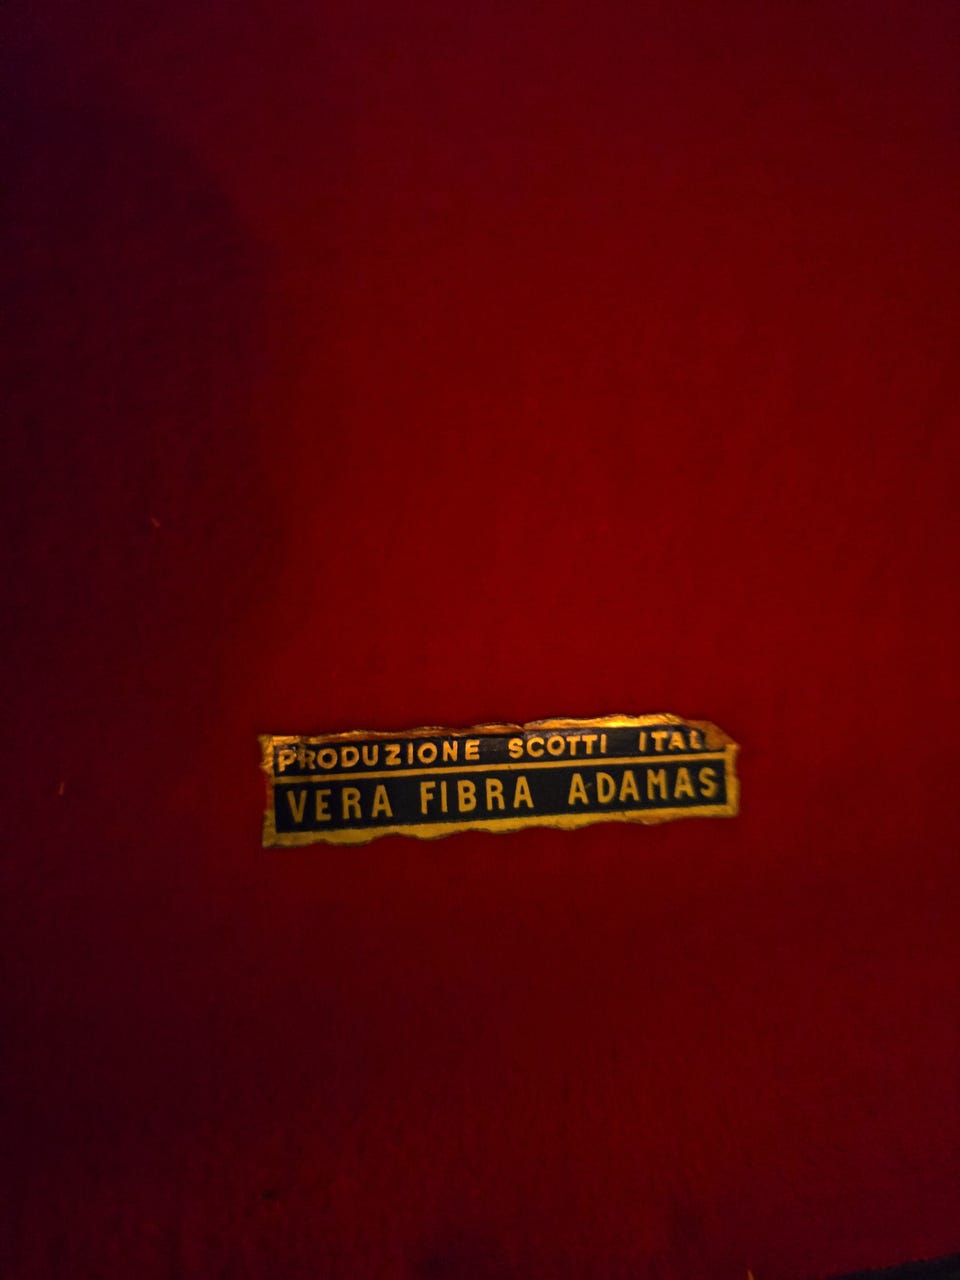 PRODUZIONE SCOTTI ITAL
VERA FIBRA ADAMAS